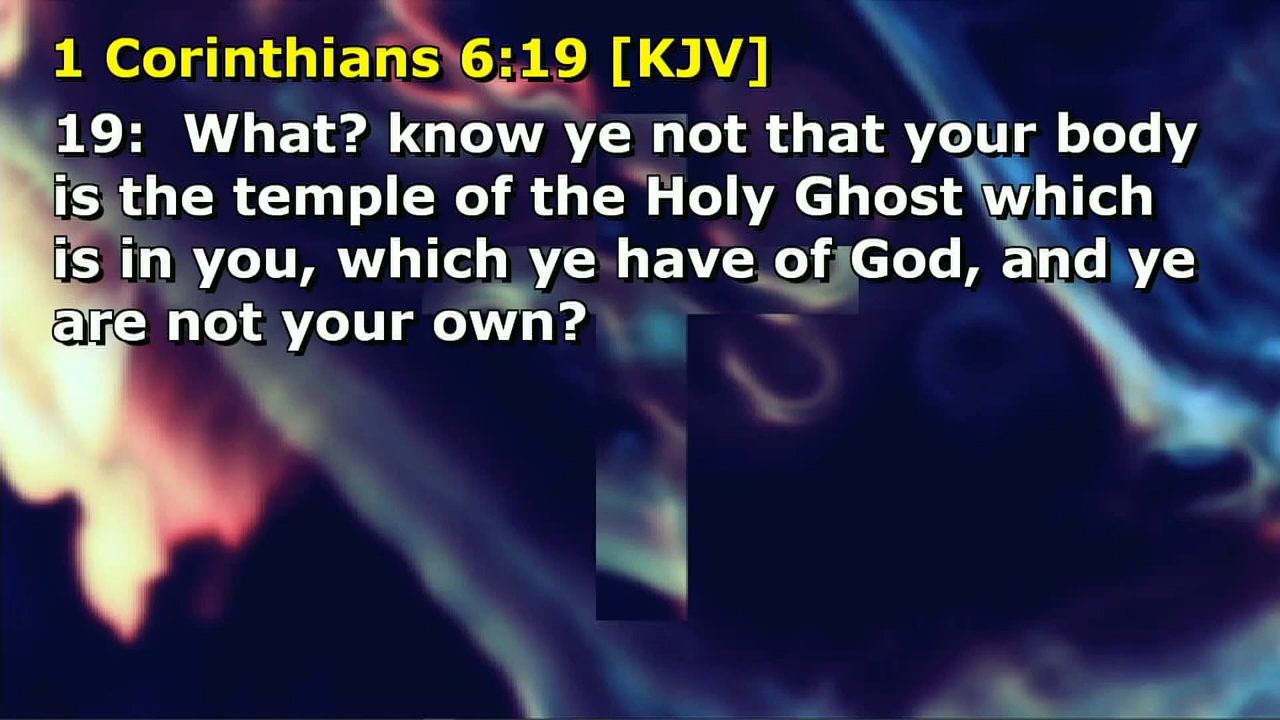 1 Corinthians 6:19 [KJV]
19: What? know ye not that your body
is the temple of the Holy Ghost which
is in you, which ye have of God, and ye
are not your own?